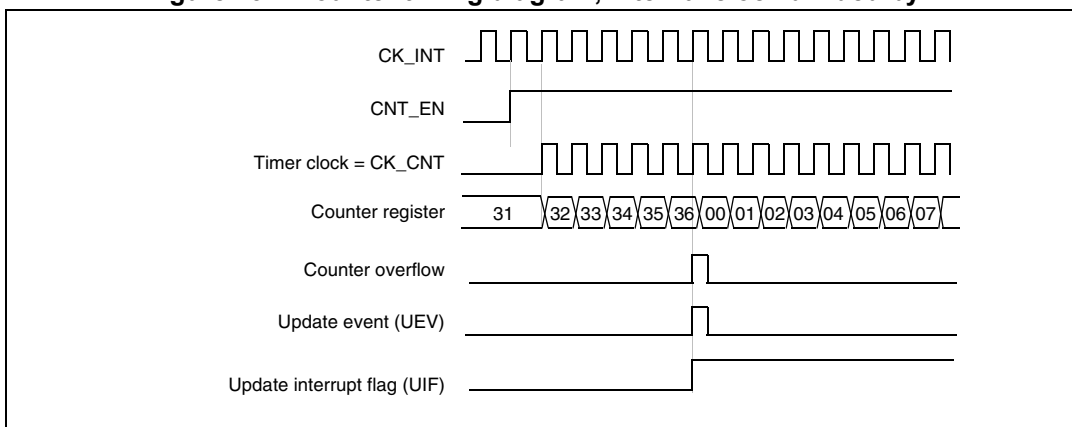 CK_INT
CNT_EN
Timer clock = CK_CNT
Counter register 31 32 33 34 35 36 00 01 02 03 04 05 06 07
Counter overflow
Update event (UEV)
Update interrupt flag (UIF)